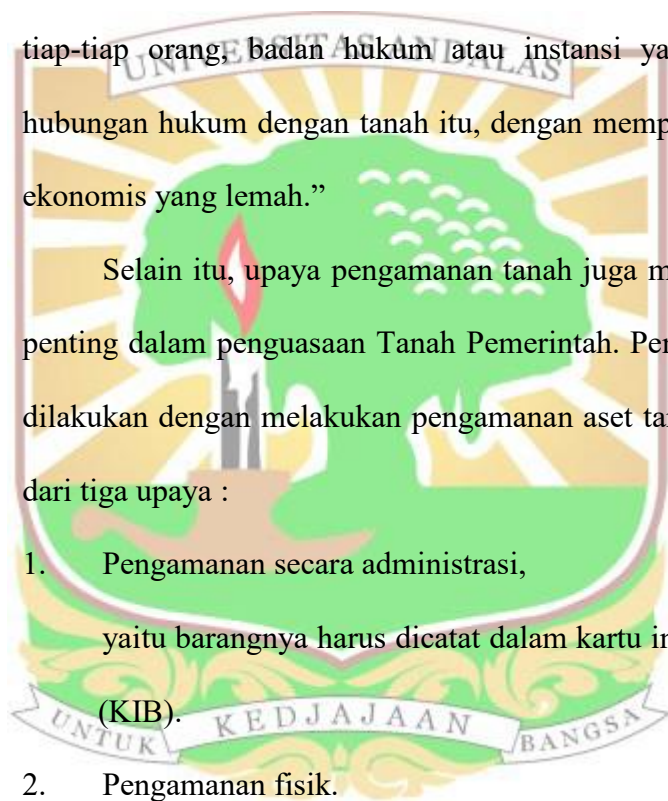 tiap-tiap orang, badan hukum atau instansi ya
UNIVERSITAS ANDALAS
hubungan hukum dengan tanah itu, dengan memp
ekonomis yang lemah.”
Selain itu, upaya pengamanan tanah juga m
penting dalam penguasaan Tanah Pemerintah. Per
dilakukan dengan melakukan pengamanan aset ta
dari tiga upaya :
1. Pengamanan secara administrasi,
yaitu barangnya harus dicatat dalam kartu in
(KIB).
UNTUK KEDJAJAAN BANGSA
2. Pengamanan fisik.